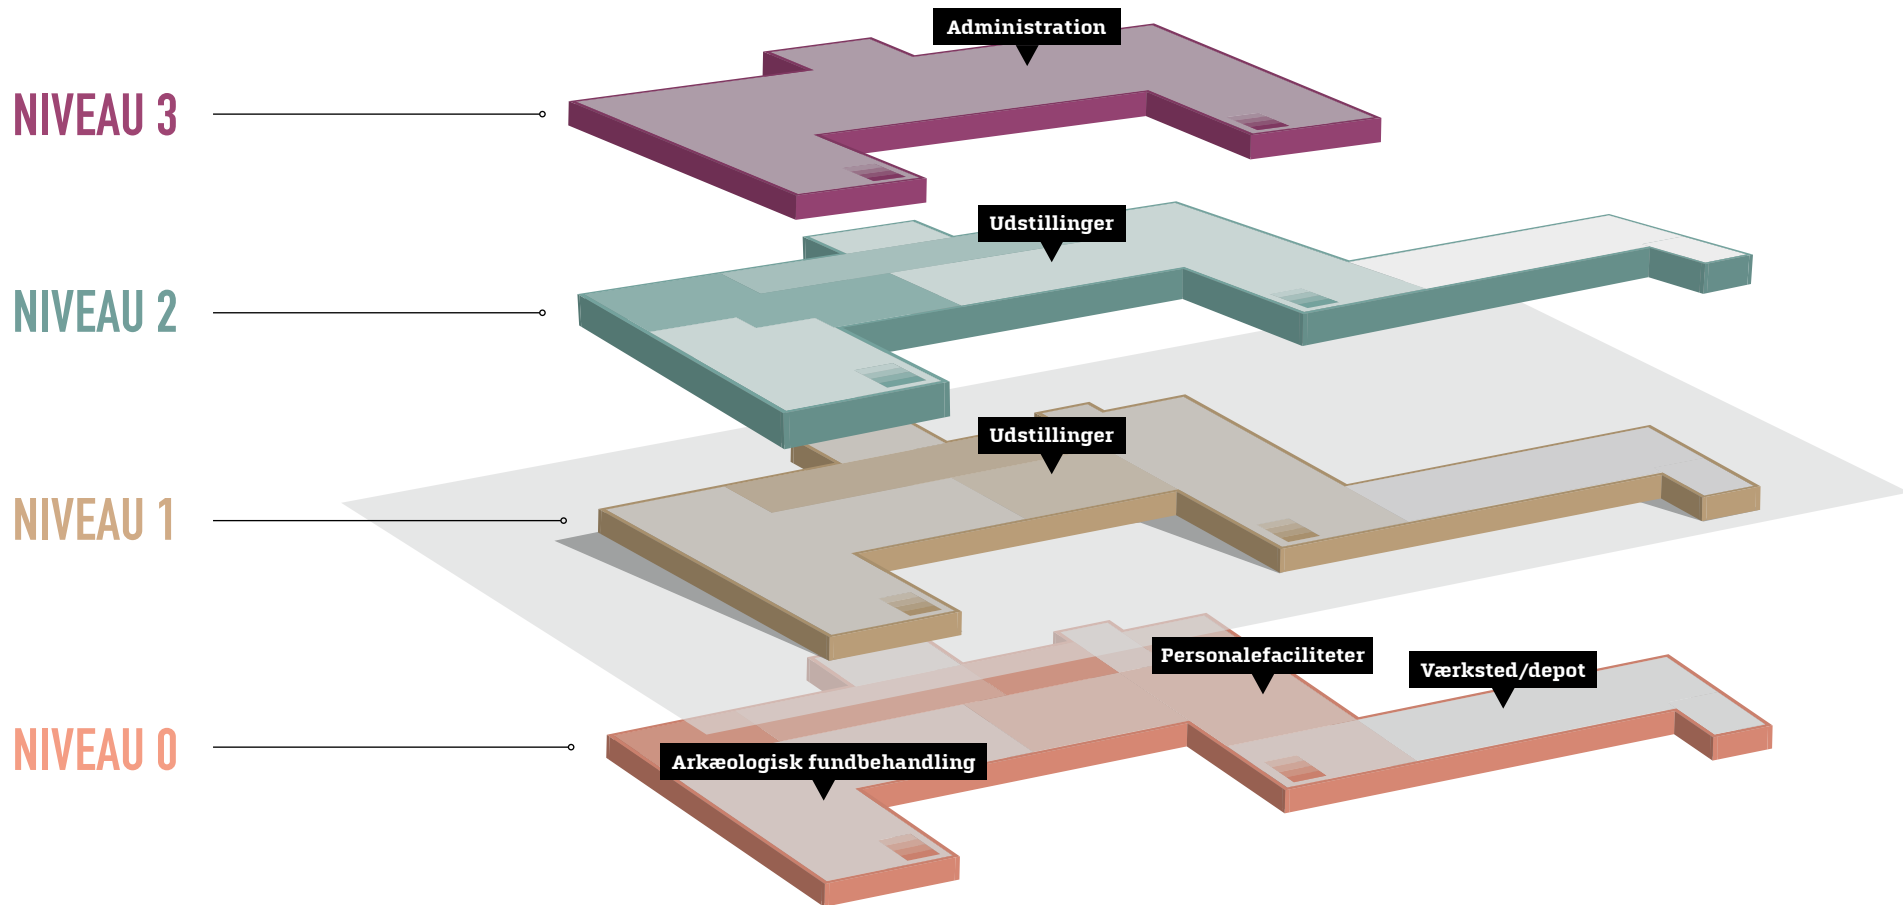 Administration
NIVEAU 3
Udstillinger
NIVEAU 2
Udstillinger
NIVEAU 1
Personalefaciliteter
Værksted/depot
NIVEAU 0
Arkæologisk fundbehandling